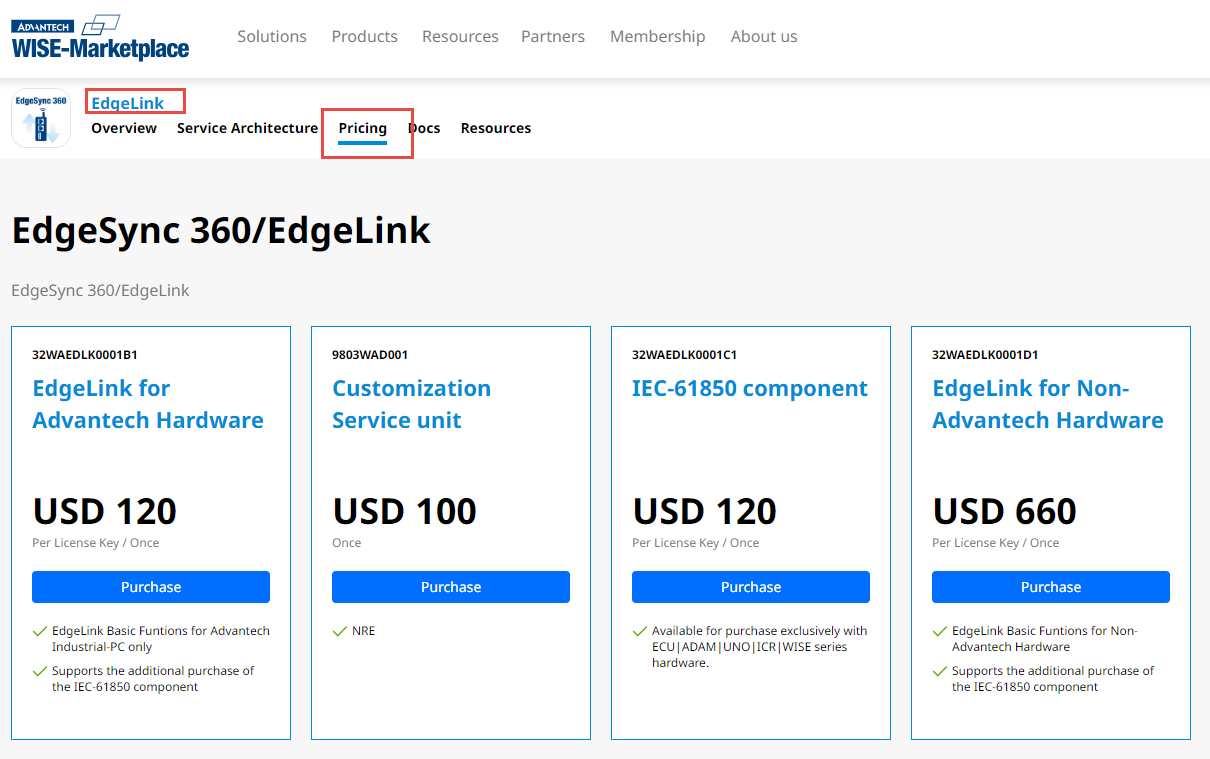 ADVANTECH
WISE-Marketplace
Solutions Products Resources Partners Membership About us
EdgeSync 360
EdgeLink
Overview Service Architecture Pricing Docs Resources
EdgeSync 360/EdgeLink
EdgeSync 360/EdgeLink
32WAEDLK0001B1
EdgeLink for
Advantech Hardware
USD 120
Per License Key / Once
Purchase
EdgeLink Basic Funtions for Advantech
Industrial-PC only
Supports the additional purchase of
the IEC-61850 component
9803WAD001
Customization
Service unit
USD 100
Once
Purchase
NRE
32WAEDLK0001C1
IEC-61850 component
USD 120
Per License Key / Once
Purchase
Available for purchase exclusively with
ECU|ADAM|UNO|ICR|WISE series
hardware.
32WAEDLK0001D1
EdgeLink for Non-
Advantech Hardware
USD 660
Per License Key / Once
Purchase
EdgeLink Basic Funtions for Non-
Advantech Hardware
Supports the additional purchase of
the IEC-61850 component